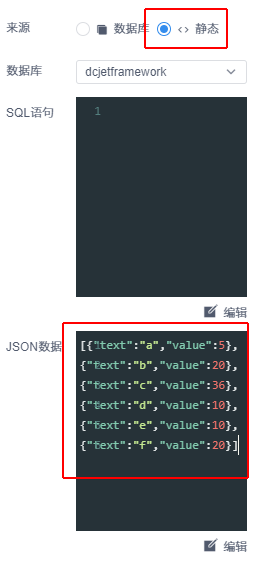 来源 数据库 <> 静态
数据库 dcjetframework
SQL语句
1
编辑
JSON数据
[{"text":"a","value":5},
{"text":"b","value":20},
{"text":"c","value":36},
{"text":"d","value":10},
{"text":"e","value":10},
{"text":"f","value":20}]
编辑